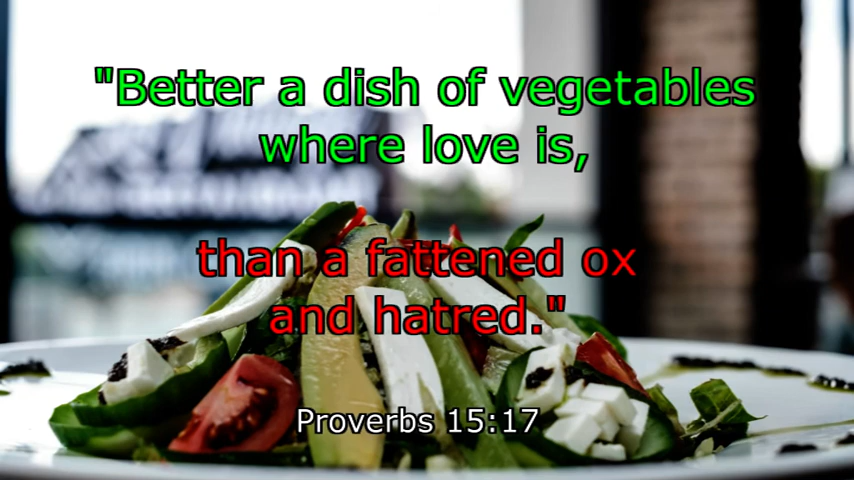 "Better a dish of vegetables
where love is,
than a fattened ox
and hatred."
Proverbs 15:17